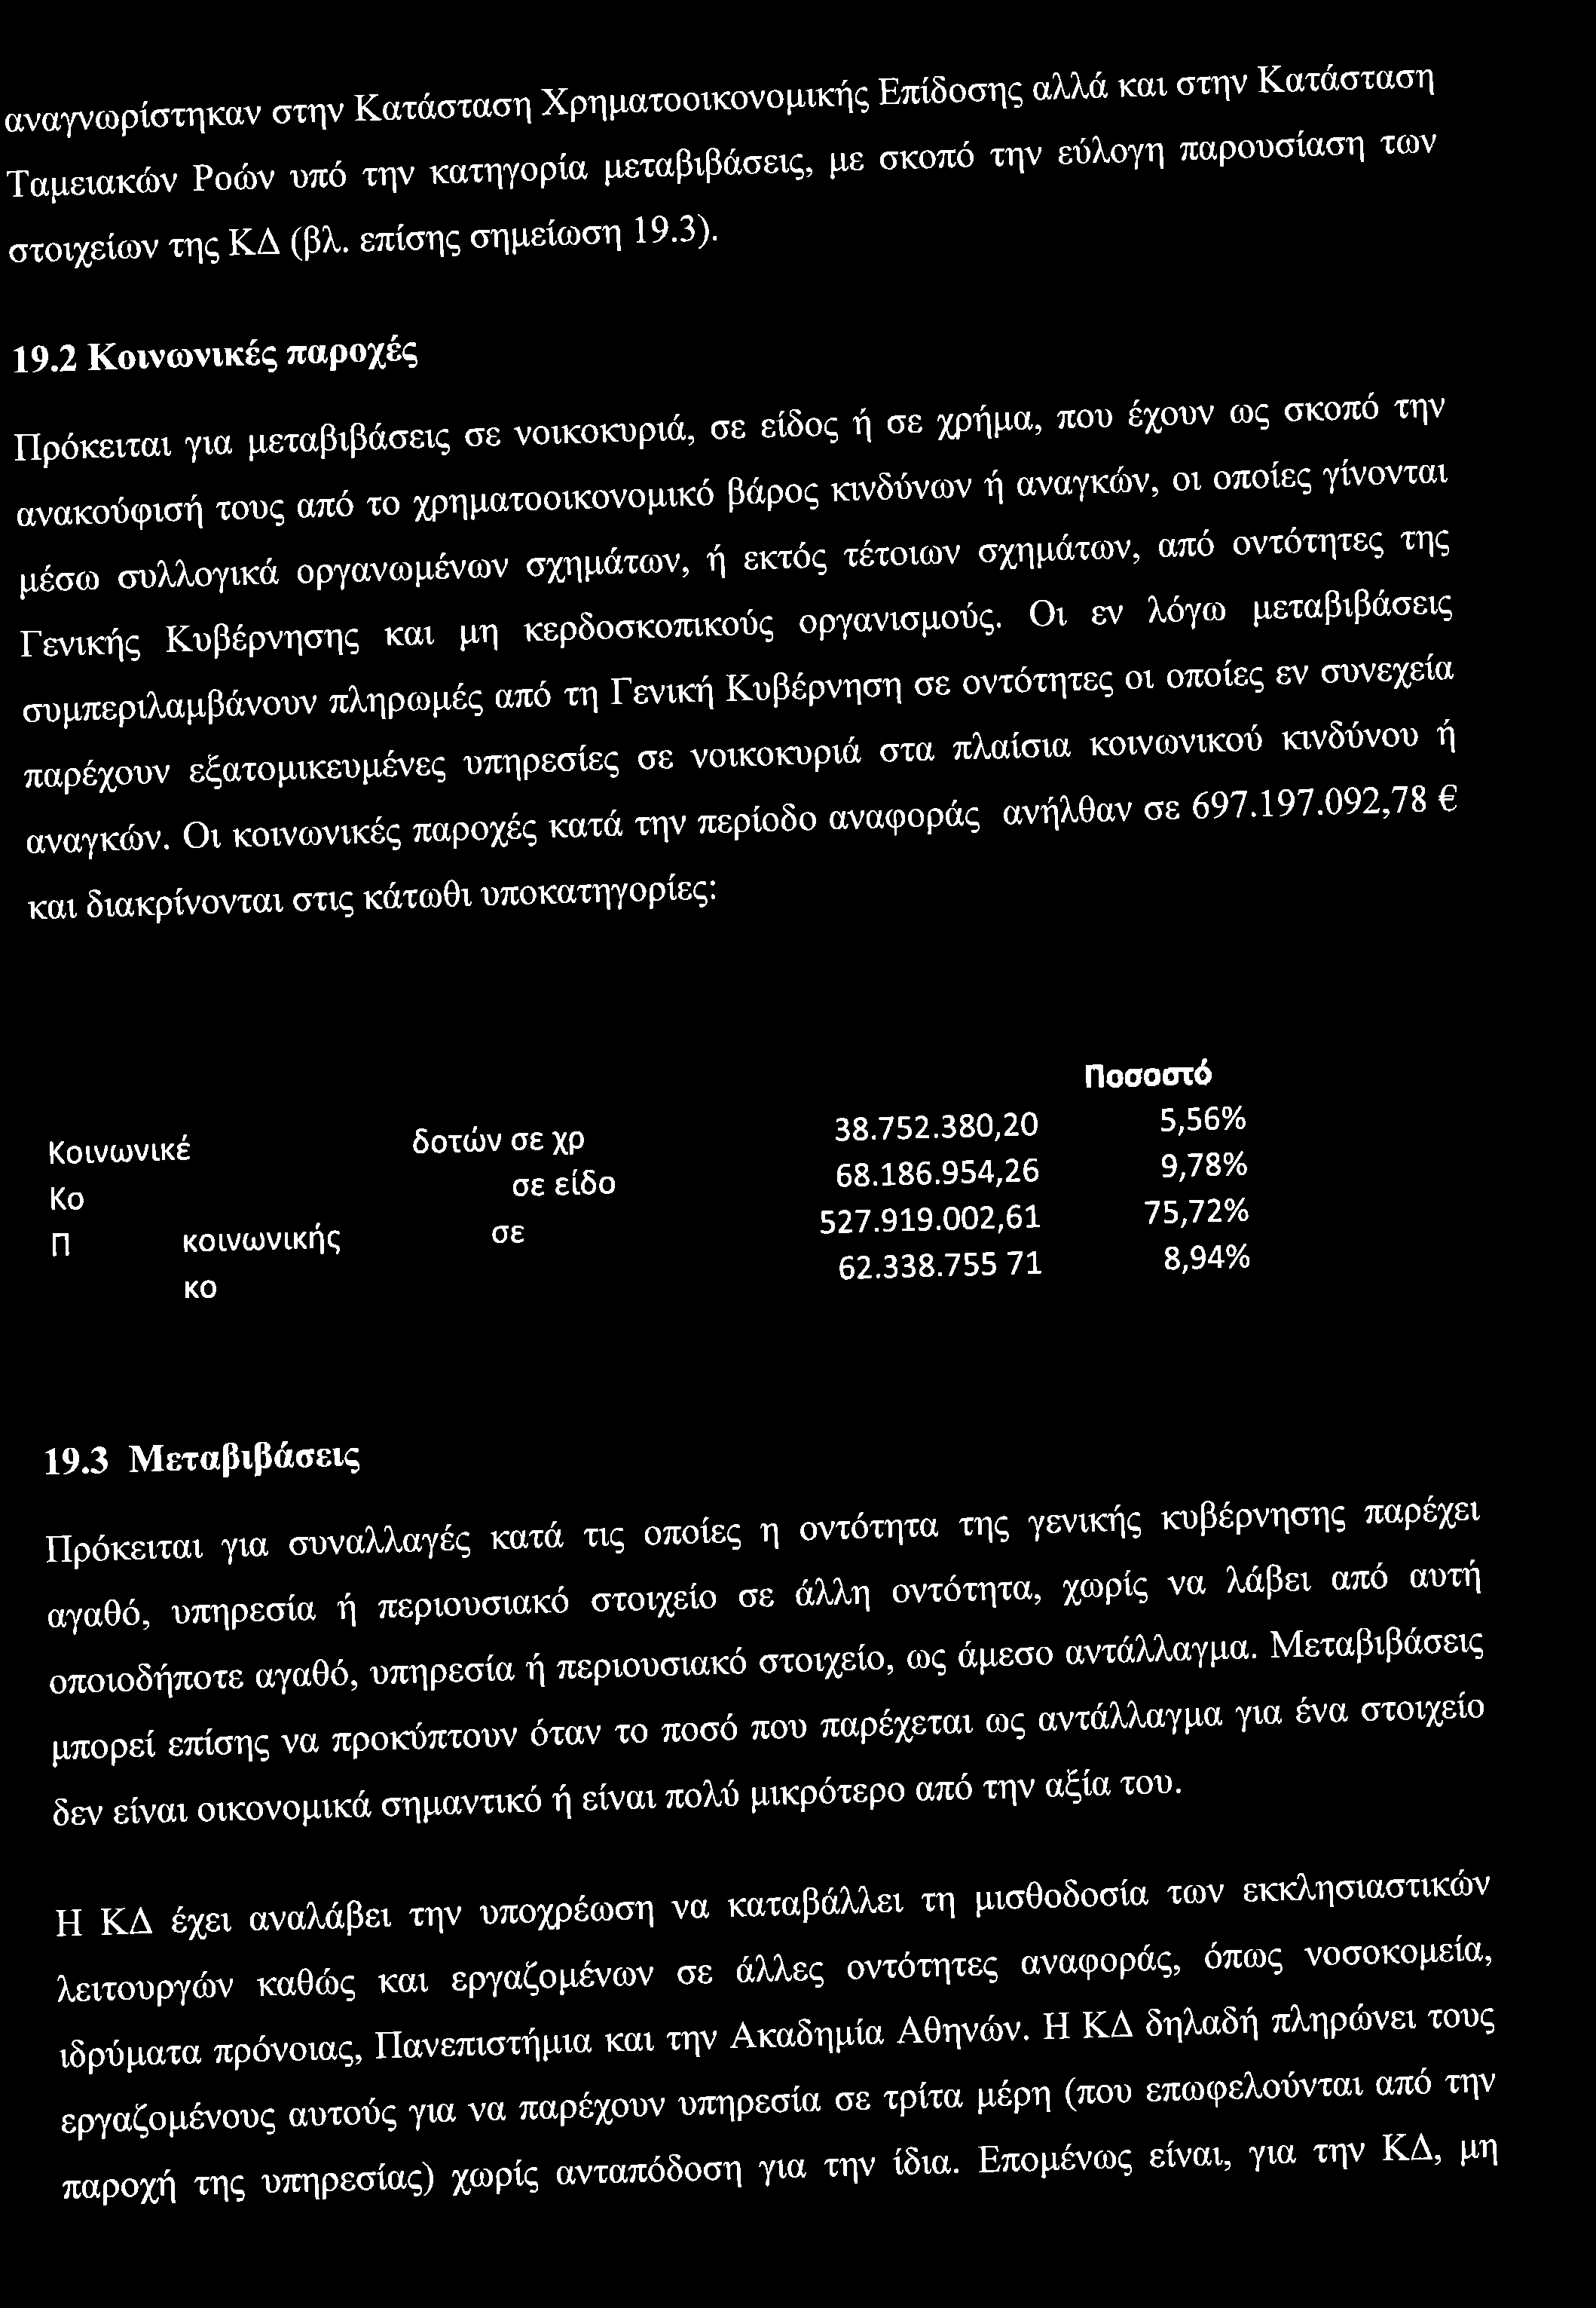 αναγνωρίστηκαν στην Κατάσταση Χρηματοοικονομικής Επίδοσης αλλά και στην Κατάσταση
Ταμειακών Ροών υπό την κατηγορία μεταβιβάσεις, με σκοπό την εύλογη παρουσίαση των
στοιχείων της ΚΔ (βλ. επίσης σημείωση 19.3).
19.2 Κοινωνικές παροχές
Πρόκειται για μεταβιβάσεις σε νοικοκυριά, σε είδος ή σε χρήμα, που έχουν ως σκοπό την
ανακούφισή τους από το χρηματοοικονομικό βάρος κινδύνων ή αναγκών, οι οποίες γίνονται
μέσω συλλογικά οργανωμένων σχημάτων, ή εκτός τέτοιων σχημάτων, από οντότητες της
Γενικής Κυβέρνησης και μη κερδοσκοπικούς οργανισμούς. Οι εν λόγω μεταβιβάσεις
συμπεριλαμβάνουν πληρωμές από τη Γενική Κυβέρνηση σε οντότητες οι οποίες εν συνεχεία
παρέχουν εξατομικευμένες υπηρεσίες σε νοικοκυριά στα πλαίσια κοινωνικού κινδύνου ή
αναγκών. Οι κοινωνικές παροχές κατά την περίοδο αναφοράς ανήλθαν σε 697.197.092,78 €
και διακρίνονται στις κάτωθι υποκατηγορίες:
Ποσοστό
Κοινωνικέ δοτών σε χρ 38.752.380,20 5,56%
Κο σε είδο 68.186.954,26 9,78%
Π κοινωνικής σε 527.919.002,61 75,72%
κο 62.338.755 71 8,94%
19.3 Μεταβιβάσεις
Πρόκειται για συναλλαγές κατά τις οποίες η οντότητα της γενικής κυβέρνησης παρέχει
αγαθό, υπηρεσία ή περιουσιακό στοιχείο σε άλλη οντότητα, χωρίς να λάβει από αυτή
οποιοδήποτε αγαθό, υπηρεσία ή περιουσιακό στοιχείο, ως άμεσο αντάλλαγμα. Μεταβιβάσεις
μπορεί επίσης να προκύπτουν όταν το ποσό που παρέχεται ως αντάλλαγμα για ένα στοιχείο
δεν είναι οικονομικά σημαντικό ή είναι πολύ μικρότερο από την αξία του.
Η ΚΔ έχει αναλάβει την υποχρέωση να καταβάλλει τη μισθοδοσία των εκκλησιαστικών
λειτουργών καθώς και εργαζομένων σε άλλες οντότητες αναφοράς, όπως νοσοκομεία,
ιδρύματα πρόνοιας, Πανεπιστήμια και την Ακαδημία Αθηνών. Η ΚΔ δηλαδή πληρώνει τους
εργαζομένους αυτούς για να παρέχουν υπηρεσία σε τρίτα μέρη (που επωφελούνται από την
παροχή της υπηρεσίας) χωρίς ανταπόδοση για την ίδια. Επομένως είναι, για την ΚΔ, μη